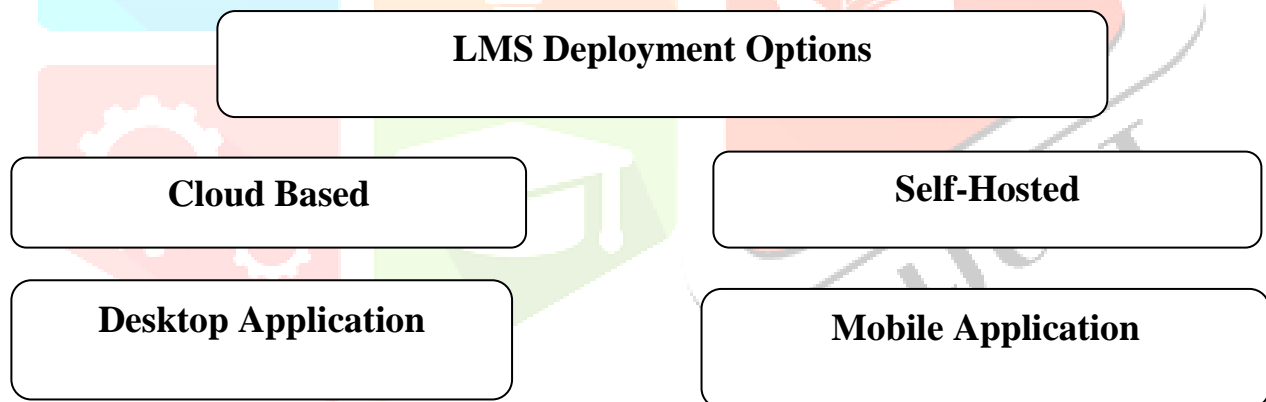 LMS Deployment Options
Cloud Based
Self-Hosted
Desktop Application
Mobile Application